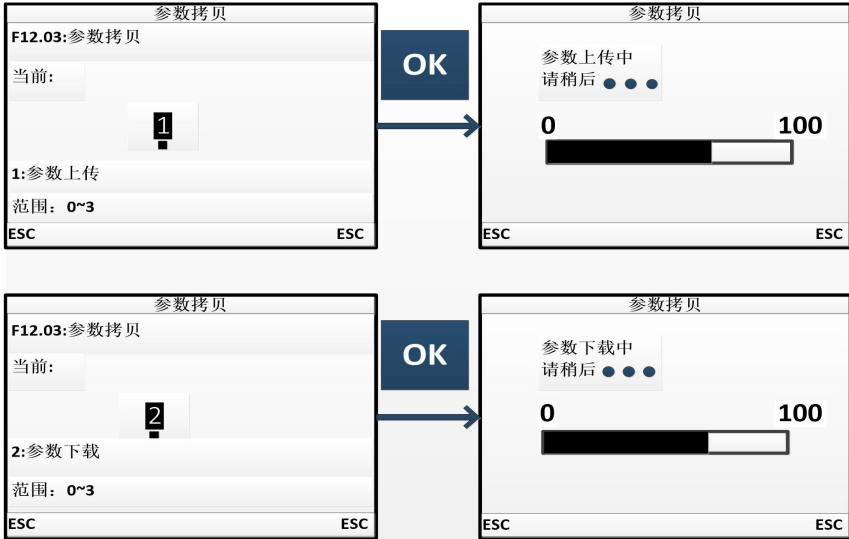 参数拷贝
F12.03:参数拷贝
当前:
1
1:参数上传
范围：0~3
ESC ESC
OK
参数拷贝
参数上传中
请稍后
0 100
ESC ESC
参数拷贝
F12.03:参数拷贝
当前:
2
2:参数下载
范围：0~3
ESC ESC
OK
参数拷贝
参数下载中
请稍后
0 100
ESC ESC